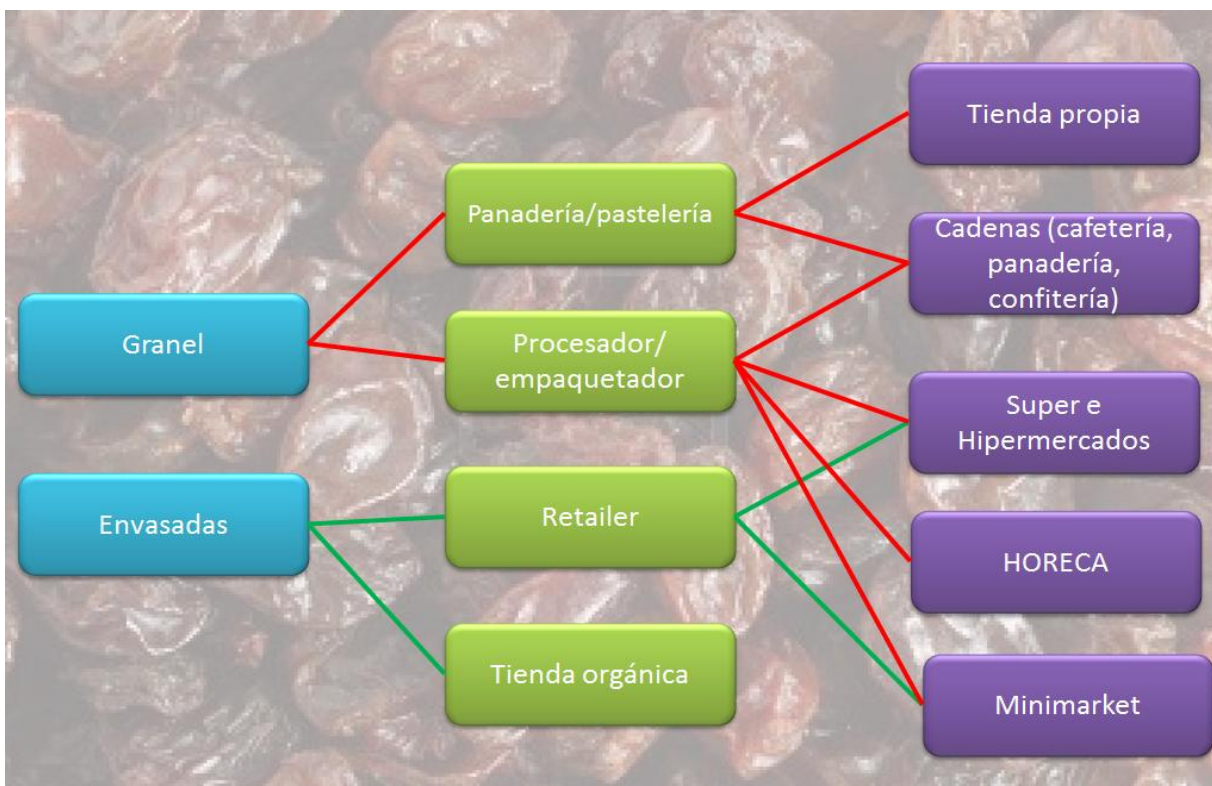 Granel
Envasadas
Panadería/pastelería
Procesador/
empaquetador
Retailer
Tienda orgánica
Tienda propia
Cadenas (cafetería,
panadería,
confitería)
Super e
Hipermercados
HORECA
Minimarket